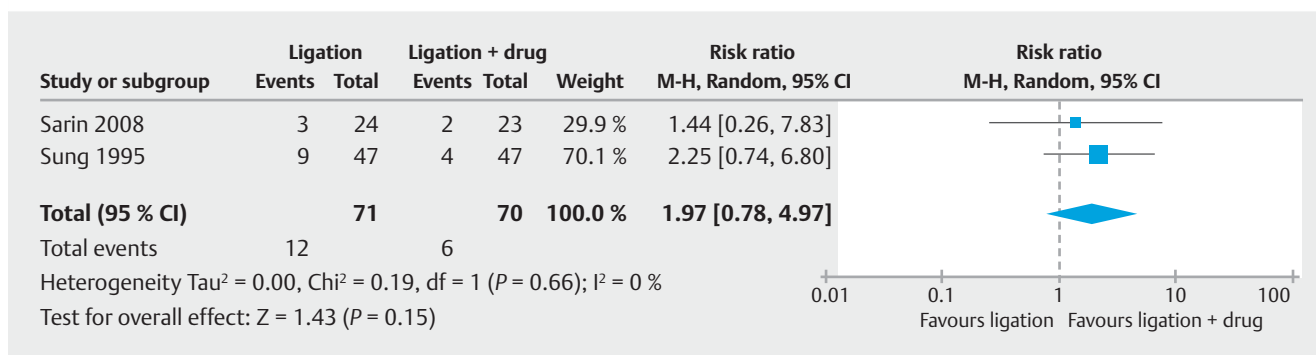 Ligation Ligation + drug Risk ratio Risk ratio
Study or subgroup Events Total Events Total Weight M-H, Random, 95% CI M-H, Random, 95% CI
Sarin 2008 3 24 2 23 29.9 % 1.44 [0.26, 7.83]
Sung 1995 9 47 4 47 70.1 % 2.25 [0.74, 6.80]
Total (95 % CI) 71 70 100.0 % 1.97 [0.78, 4.97]
Total events 12 6
Heterogeneity Tau² = 0.00, Chi² = 0.19, df = 1 (P = 0.66); I² = 0 %
Test for overall effect: Z = 1.43 (P = 0.15)
0.01 0.1 1 10 100
Favours ligation Favours ligation + drug